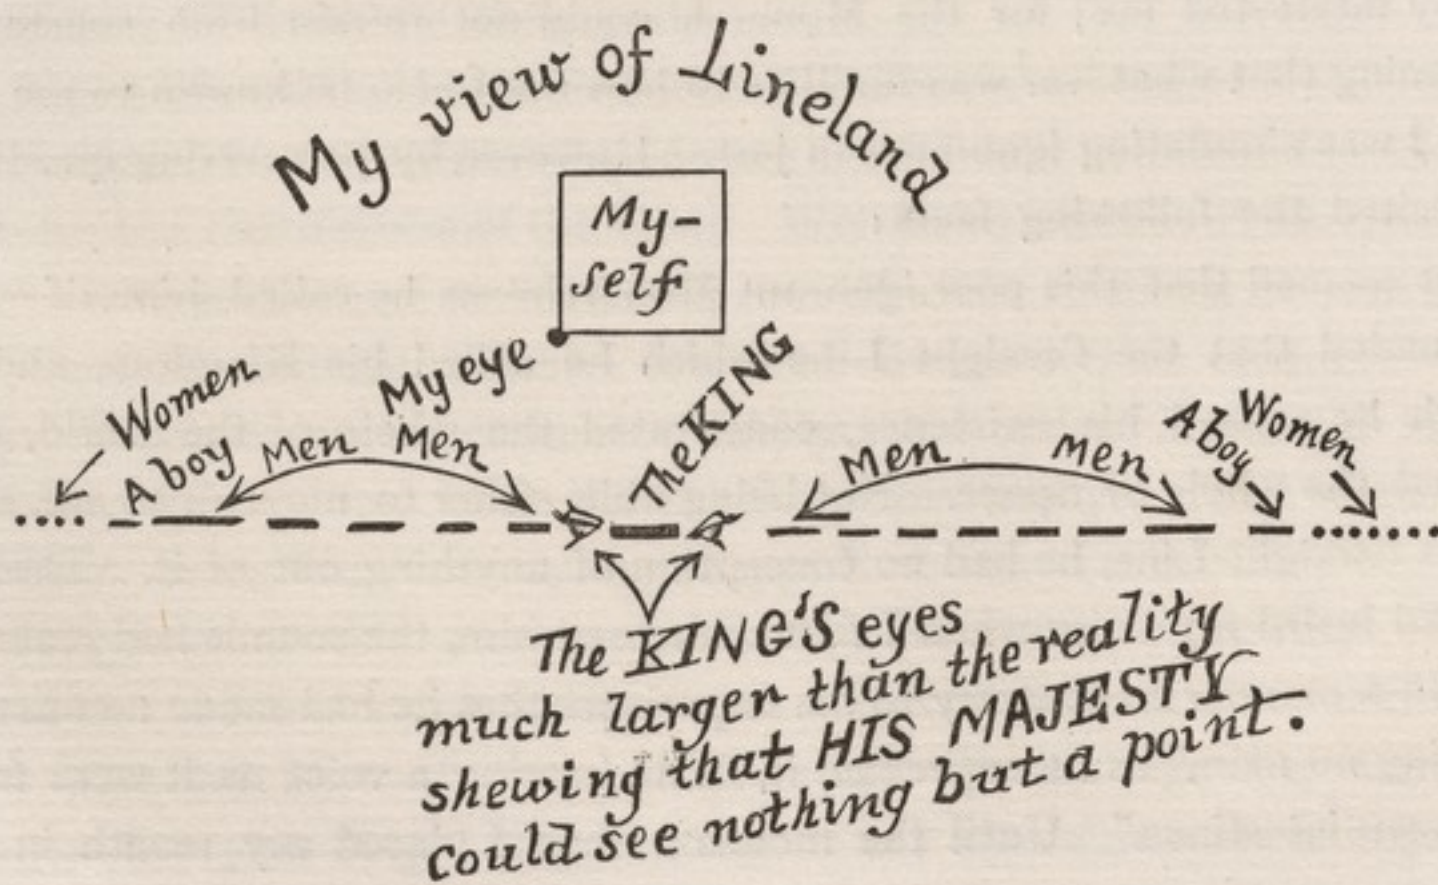 My view of Lineland
My-
self
My eye
The KING
Women
A boy
Men
Men
Men
Men
A boy
Women
The KING'S eyes
much larger than the reality
shewing that HIS MAJESTY
could see nothing but a point.